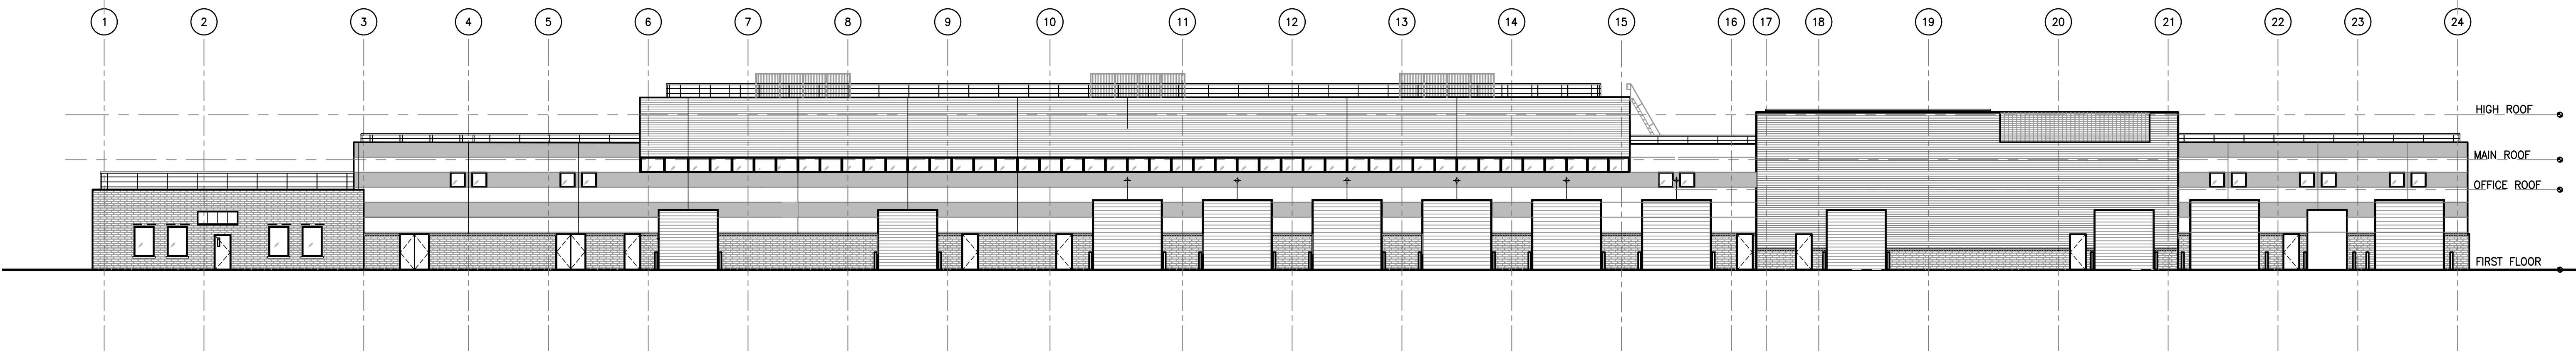 1 2 3 4 5 6 7 8 9 10 11 12 13 14 15 16 17 18 19 20 21 22 23 24
HIGH ROOF
MAIN ROOF
OFFICE ROOF
FIRST FLOOR